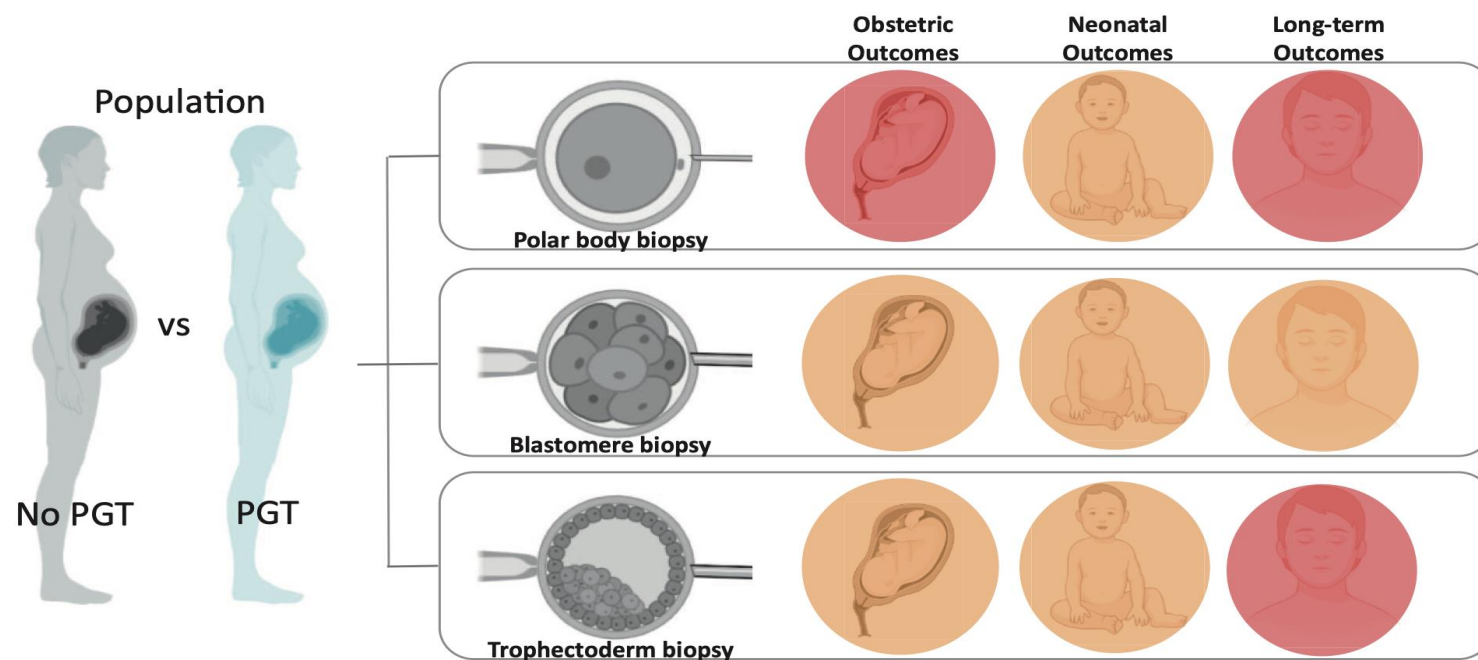 Obstetric
Outcomes
Neonatal
Outcomes
Long-term
Outcomes
Population
Polar body biopsy
vs
Blastomere biopsy
No PGT
PGT
Trophectoderm biopsy